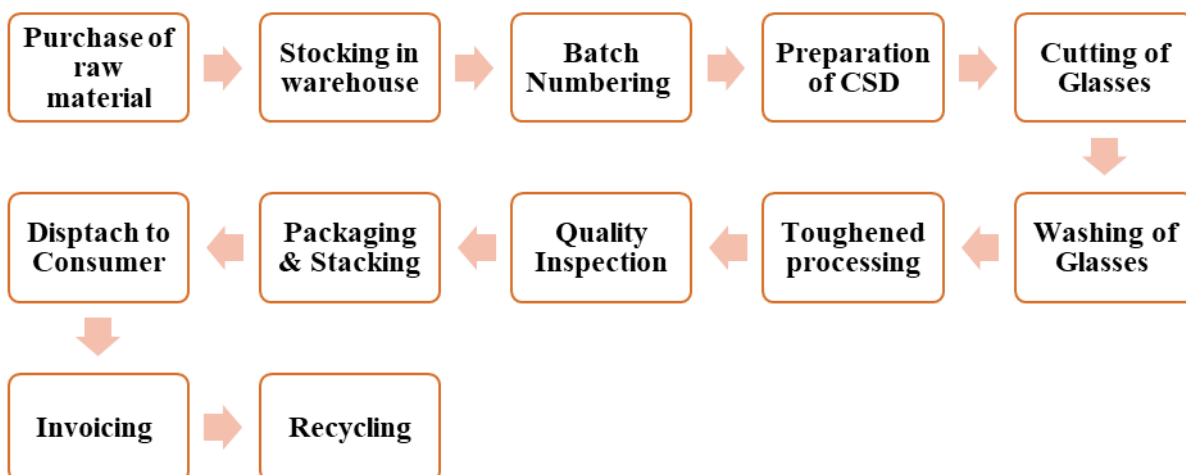 Purchase of
raw
material
Stocking in
warehouse
Batch
Numbering
Preparation
of CSD
Cutting of
Glasses
Washing of
Glasses
Toughened
processing
Quality
Inspection
Packaging
& Stacking
Disptach to
Consumer
Invoicing
Recycling